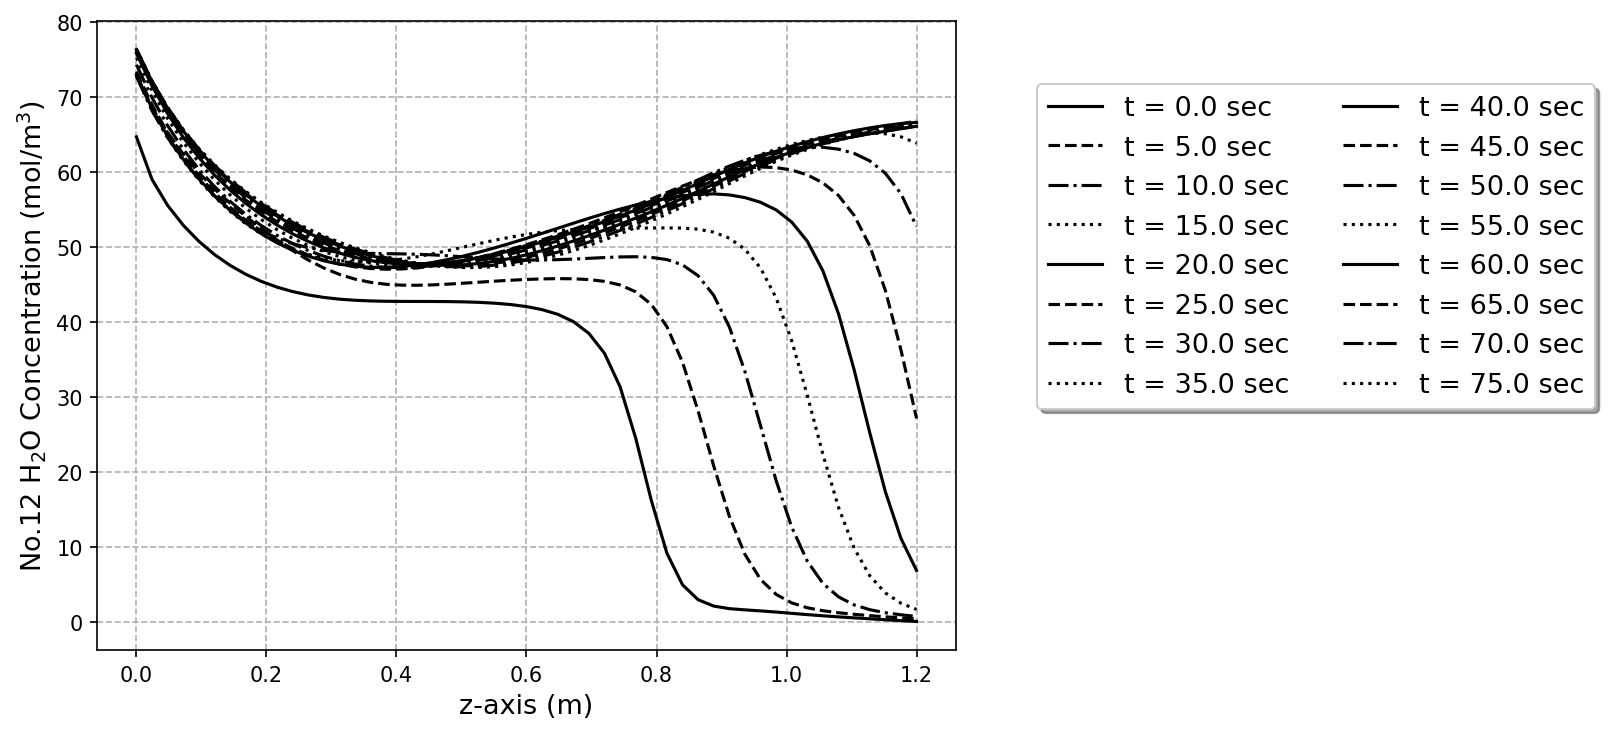 80
70
60
50
40
30
20
10
0
No.12 H₂O Concentration (mol/m³)
0.0 0.2 0.4 0.6 0.8 1.0 1.2
z-axis (m)
t = 0.0 sec
t = 5.0 sec
t = 10.0 sec
t = 15.0 sec
t = 20.0 sec
t = 25.0 sec
t = 30.0 sec
t = 35.0 sec
t = 40.0 sec
t = 45.0 sec
t = 50.0 sec
t = 55.0 sec
t = 60.0 sec
t = 65.0 sec
t = 70.0 sec
t = 75.0 sec